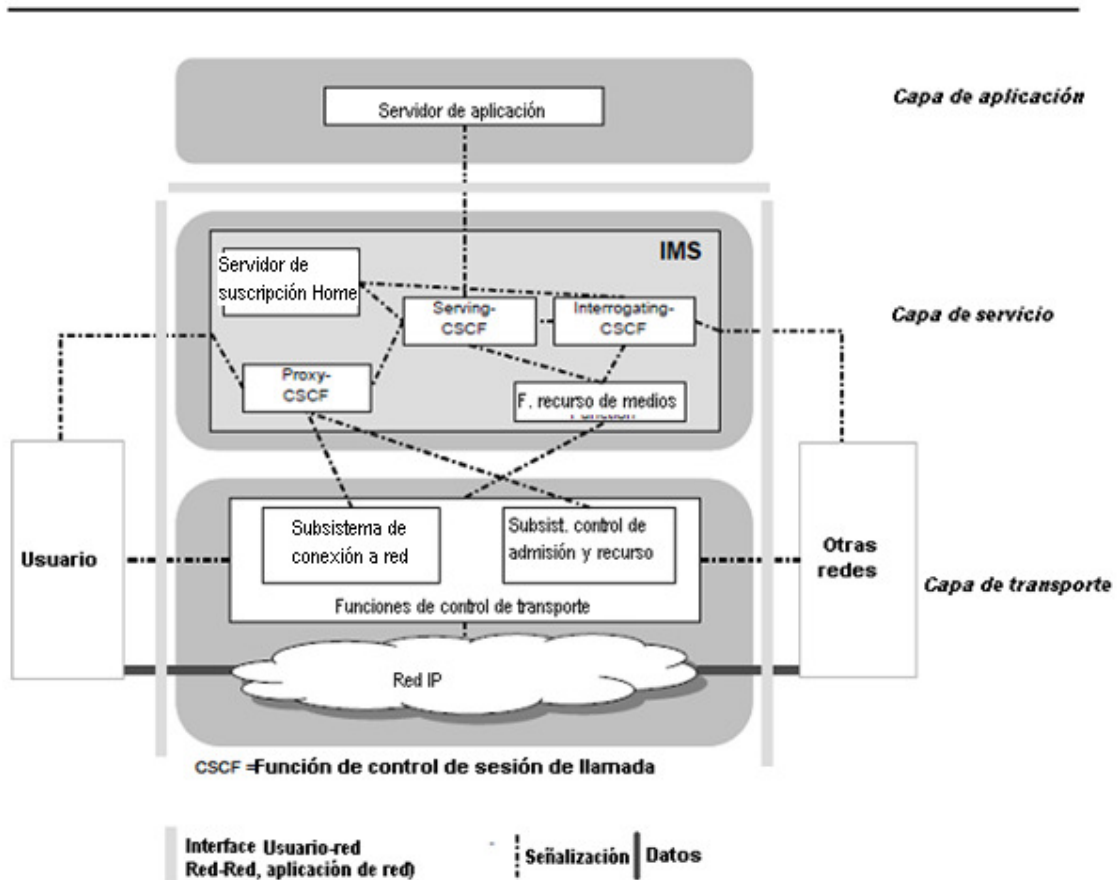 Servidor de aplicación
Capa de aplicación
IMS
Servidor de
suscripción Home
Serving-
CSCF
Interrogating-
CSCF
Capa de servicio
Proxy-
CSCF
F. recurso de medios
Function
Usuario
Subsistema de
conexión a red
Subsist. control de
admisión y recurso
Otras
redes
Capa de transporte
Funciones de control de transporte
Red IP
CSCF =Función de control de sesión de llamada
Interface Usuario-red
Red-Red, aplicación de red)
Señalización
Datos